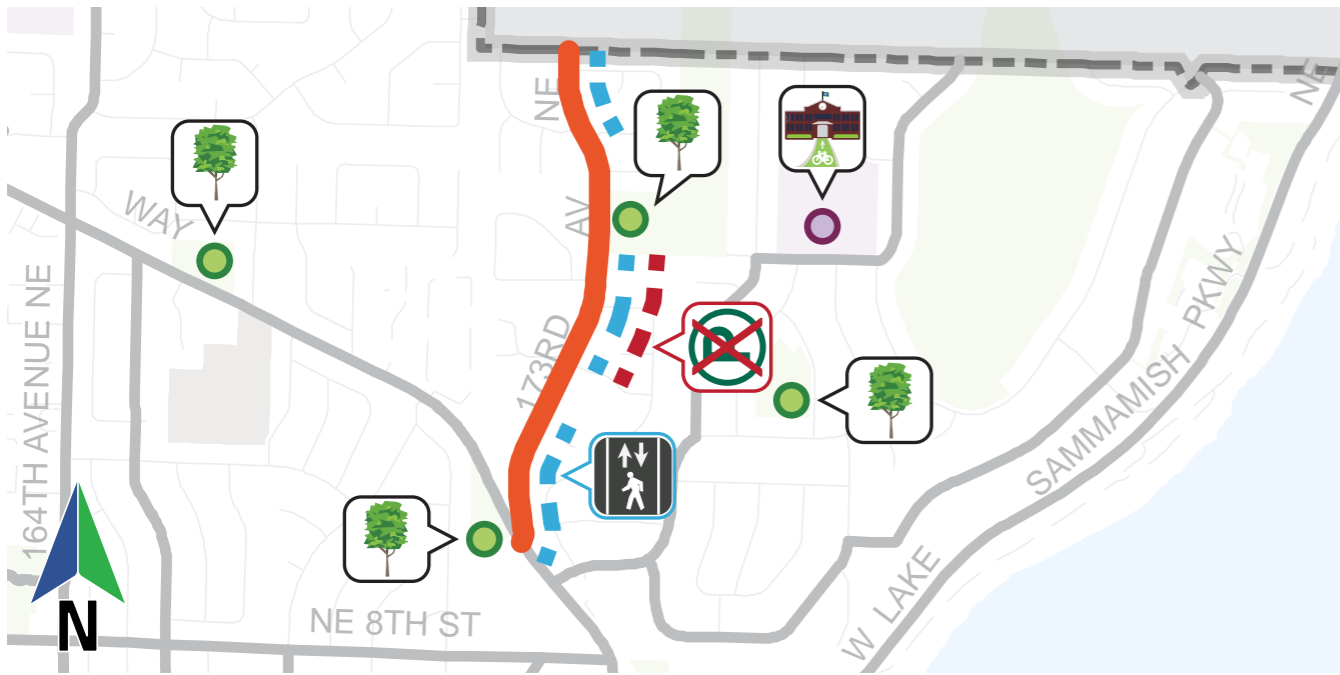 NE
NE
WAY
AV
SAMMAMISH PKWY
164TH AVENUE NE
173RD
P
W LAKE
N
NE 8TH ST